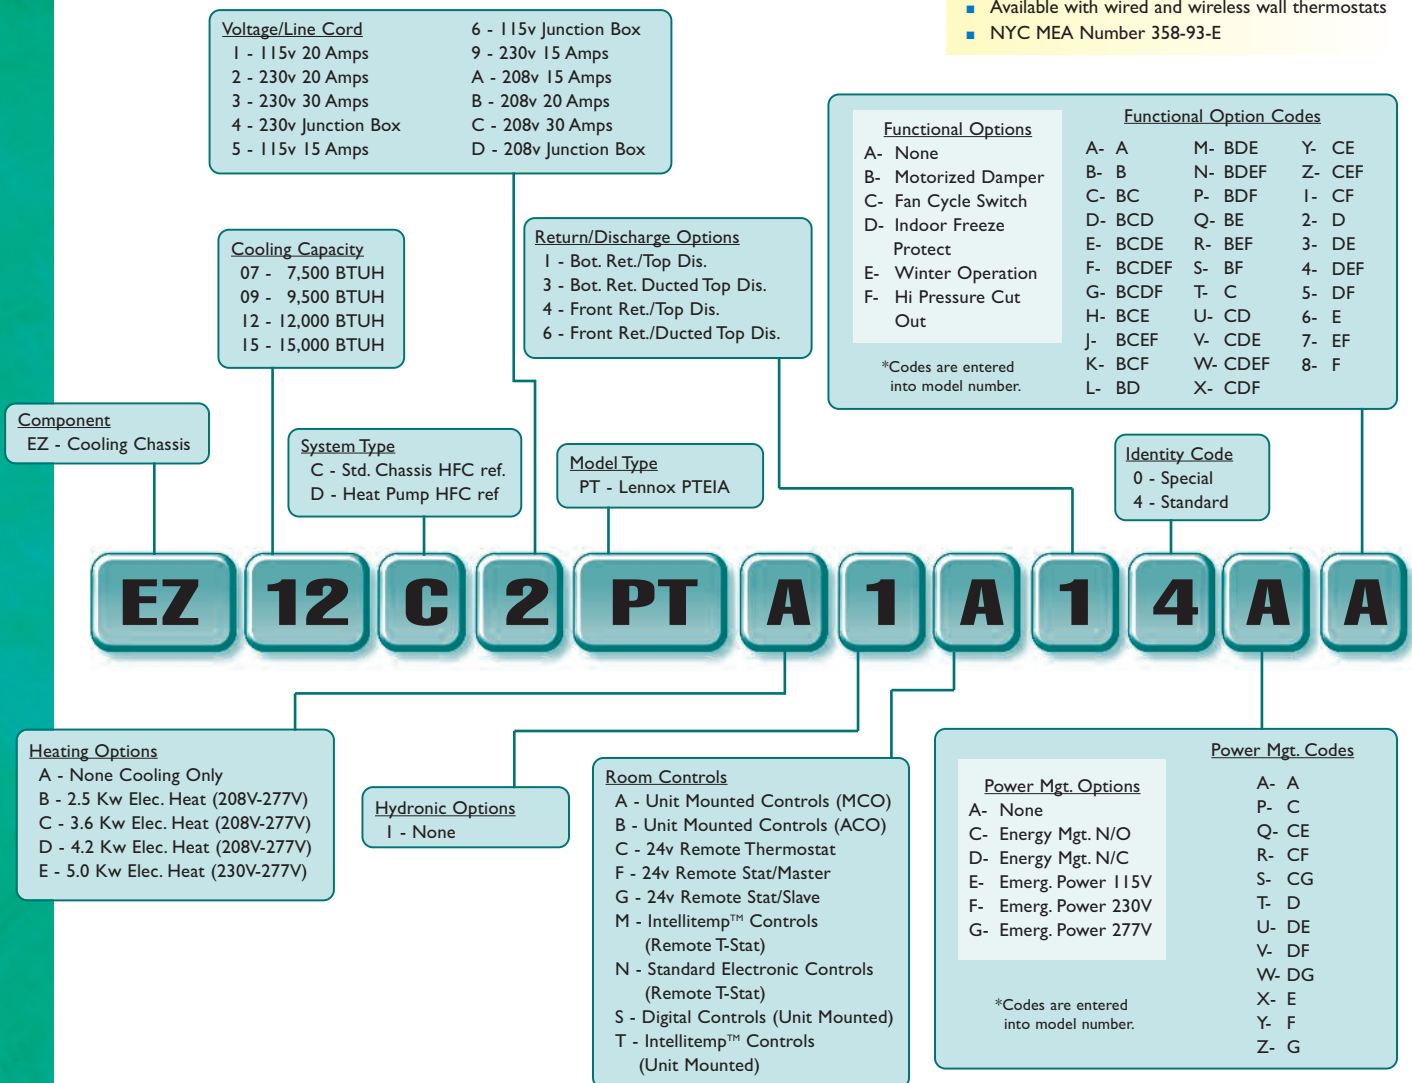 Available with wired and wireless wall thermostats
NYC MEA Number 358-93-E
Voltage/Line Cord
1 - 115v 20 Amps
2 - 230v 20 Amps
3 - 230v 30 Amps
4 - 230v Junction Box
5 - 115v 15 Amps
6 - 115v Junction Box
9 - 230v 15 Amps
A - 208v 15 Amps
B - 208v 20 Amps
C - 208v 30 Amps
D - 208v Junction Box
Cooling Capacity
07 - 7,500 BTUH
09 - 9,500 BTUH
12 - 12,000 BTUH
15 - 15,000 BTUH
Return/Discharge Options
1 - Bot. Ret./Top Dis.
3 - Bot. Ret. Ducted Top Dis.
4 - Front Ret./Top Dis.
6 - Front Ret./Ducted Top Dis.
Functional Options
A- None
B- Motorized Damper
C- Fan Cycle Switch
D- Indoor Freeze
Protect
E- Winter Operation
F- Hi Pressure Cut
Out
*Codes are entered
into model number.
Functional Option Codes
A- A
B- B
C- BC
D- BCD
E- BCDE
F- BCDEF
G- BCDF
H- BCE
J- BCEF
K- BCF
L- BD
M- BDE
N- BDEF
P- BDF
Q- BE
R- BEF
S- BF
T- C
U- CD
V- CDE
W- CDEF
X- CDF
Y- CE
Z- CEF
1- CF
2- D
3- DE
4- DEF
5- DF
6- E
7- EF
8- F
Component
EZ - Cooling Chassis
System Type
C - Std. Chassis HFC ref.
D - Heat Pump HFC ref
Model Type
PT - Lennox PTEIA
Identity Code
0 - Special
4 - Standard
EZ 12 C 2 PT A 1 A 1 4 A A
Heating Options
A - None Cooling Only
B - 2.5 Kw Elec. Heat (208V-277V)
C - 3.6 Kw Elec. Heat (208V-277V)
D - 4.2 Kw Elec. Heat (208V-277V)
E - 5.0 Kw Elec. Heat (230V-277V)
Hydronic Options
1 - None
Room Controls
A - Unit Mounted Controls (MCO)
B - Unit Mounted Controls (ACO)
C - 24v Remote Thermostat
F - 24v Remote Stat/Master
G - 24v Remote Stat/Slave
M - Intellitemp™ Controls
(Remote T-Stat)
N - Standard Electronic Controls
(Remote T-Stat)
S - Digital Controls (Unit Mounted)
T - Intellitemp™ Controls
(Unit Mounted)
Power Mgt. Options
A- None
C- Energy Mgt. N/O
D- Energy Mgt. N/C
E- Emerg. Power 115V
F- Emerg. Power 230V
G- Emerg. Power 277V
*Codes are entered
into model number.
Power Mgt. Codes
A- A
P- C
Q- CE
R- CF
S- CG
T- D
U- DE
V- DF
W- DG
X- E
Y- F
Z- G